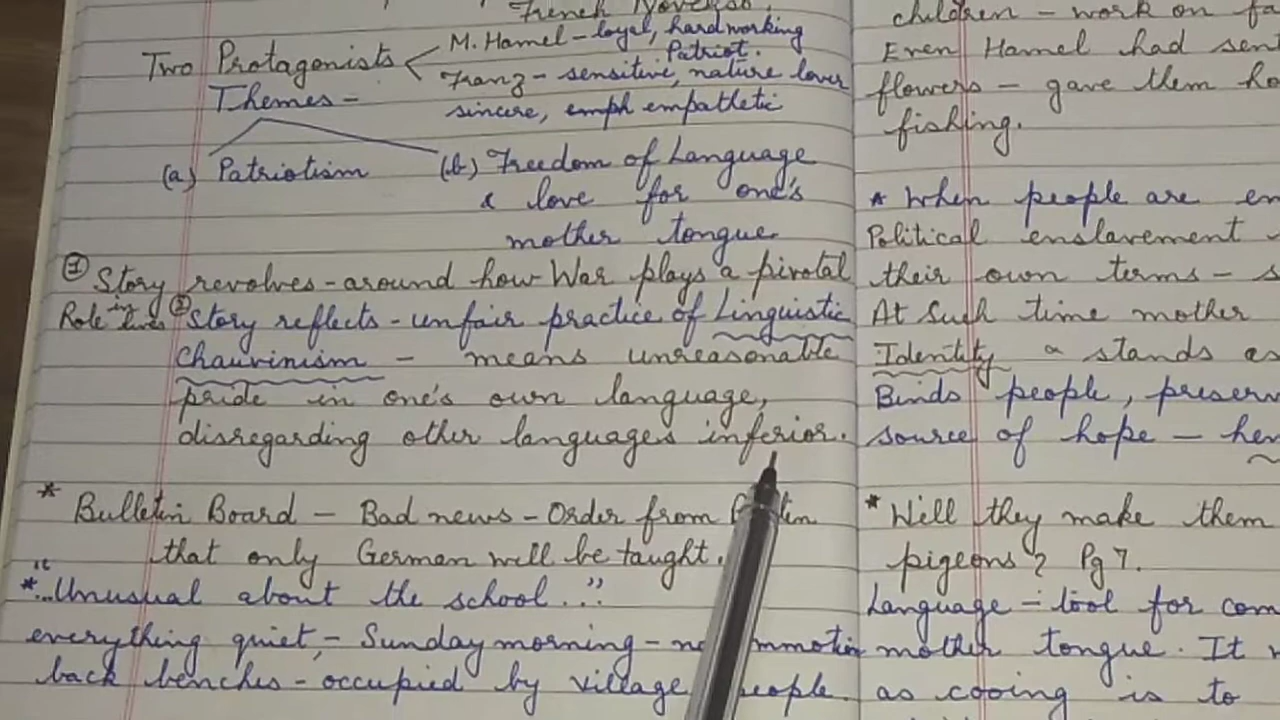 French Novelist.
Two Protagonists
M. Hamel - loyal, hardworking
Patriot.
Franz - sensitive, nature lover
sincere, emph empathetic
Themes -
(a) Patriotism
(b) Freedom of Language
& love for one's
mother tongue
① Story revolves - around how War plays a pivotal
Role in lives ② Story reflects - unfair practice of Linguistic
Chauvinism - means unreasonable
pride in one's own language,
disregarding other languages inferior.
* Bulletin Board - Bad news - Order from
that only German will be taught.
* "Unusual about the school..":
everything quiet, - Sunday morning - no
back benches - occupied by village people
children - work on
Even Hamel had
flowers - gave them
fishing.
* When people are
Political enslavement -
their own terms -
At Such time mother
Identity & stands as
Binds people,
source of hope -
* Will they make them
pigeons? Pg 7.
Language - tool for
mother tongue. It
as cooing is to